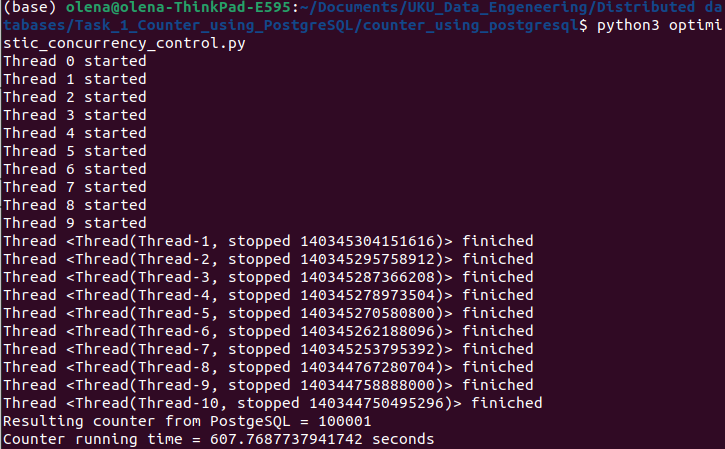 (base) olena@olena-ThinkPad-E595:~/Documents/UKU_Data_Engeneering/Distributed da
tabases/Task_1_Counter_using_PostgreSQL/counter_using_postgresql$ python3 optimi
stic_concurrency_control.py
Thread 0 started
Thread 1 started
Thread 2 started
Thread 3 started
Thread 4 started
Thread 5 started
Thread 6 started
Thread 7 started
Thread 8 started
Thread 9 started
Thread <Thread(Thread-1, stopped 140345304151616)> finiched
Thread <Thread(Thread-2, stopped 140345295758912)> finiched
Thread <Thread(Thread-3, stopped 140345287366208)> finiched
Thread <Thread(Thread-4, stopped 140345278973504)> finiched
Thread <Thread(Thread-5, stopped 140345270580800)> finiched
Thread <Thread(Thread-6, stopped 140345262188096)> finiched
Thread <Thread(Thread-7, stopped 140345253795392)> finiched
Thread <Thread(Thread-8, stopped 140344767280704)> finiched
Thread <Thread(Thread-9, stopped 140344758888000)> finiched
Thread <Thread(Thread-10, stopped 140344750495296)> finiched
Resulting counter from PostgeSQL = 100001
Counter running time = 607.7687737941742 seconds